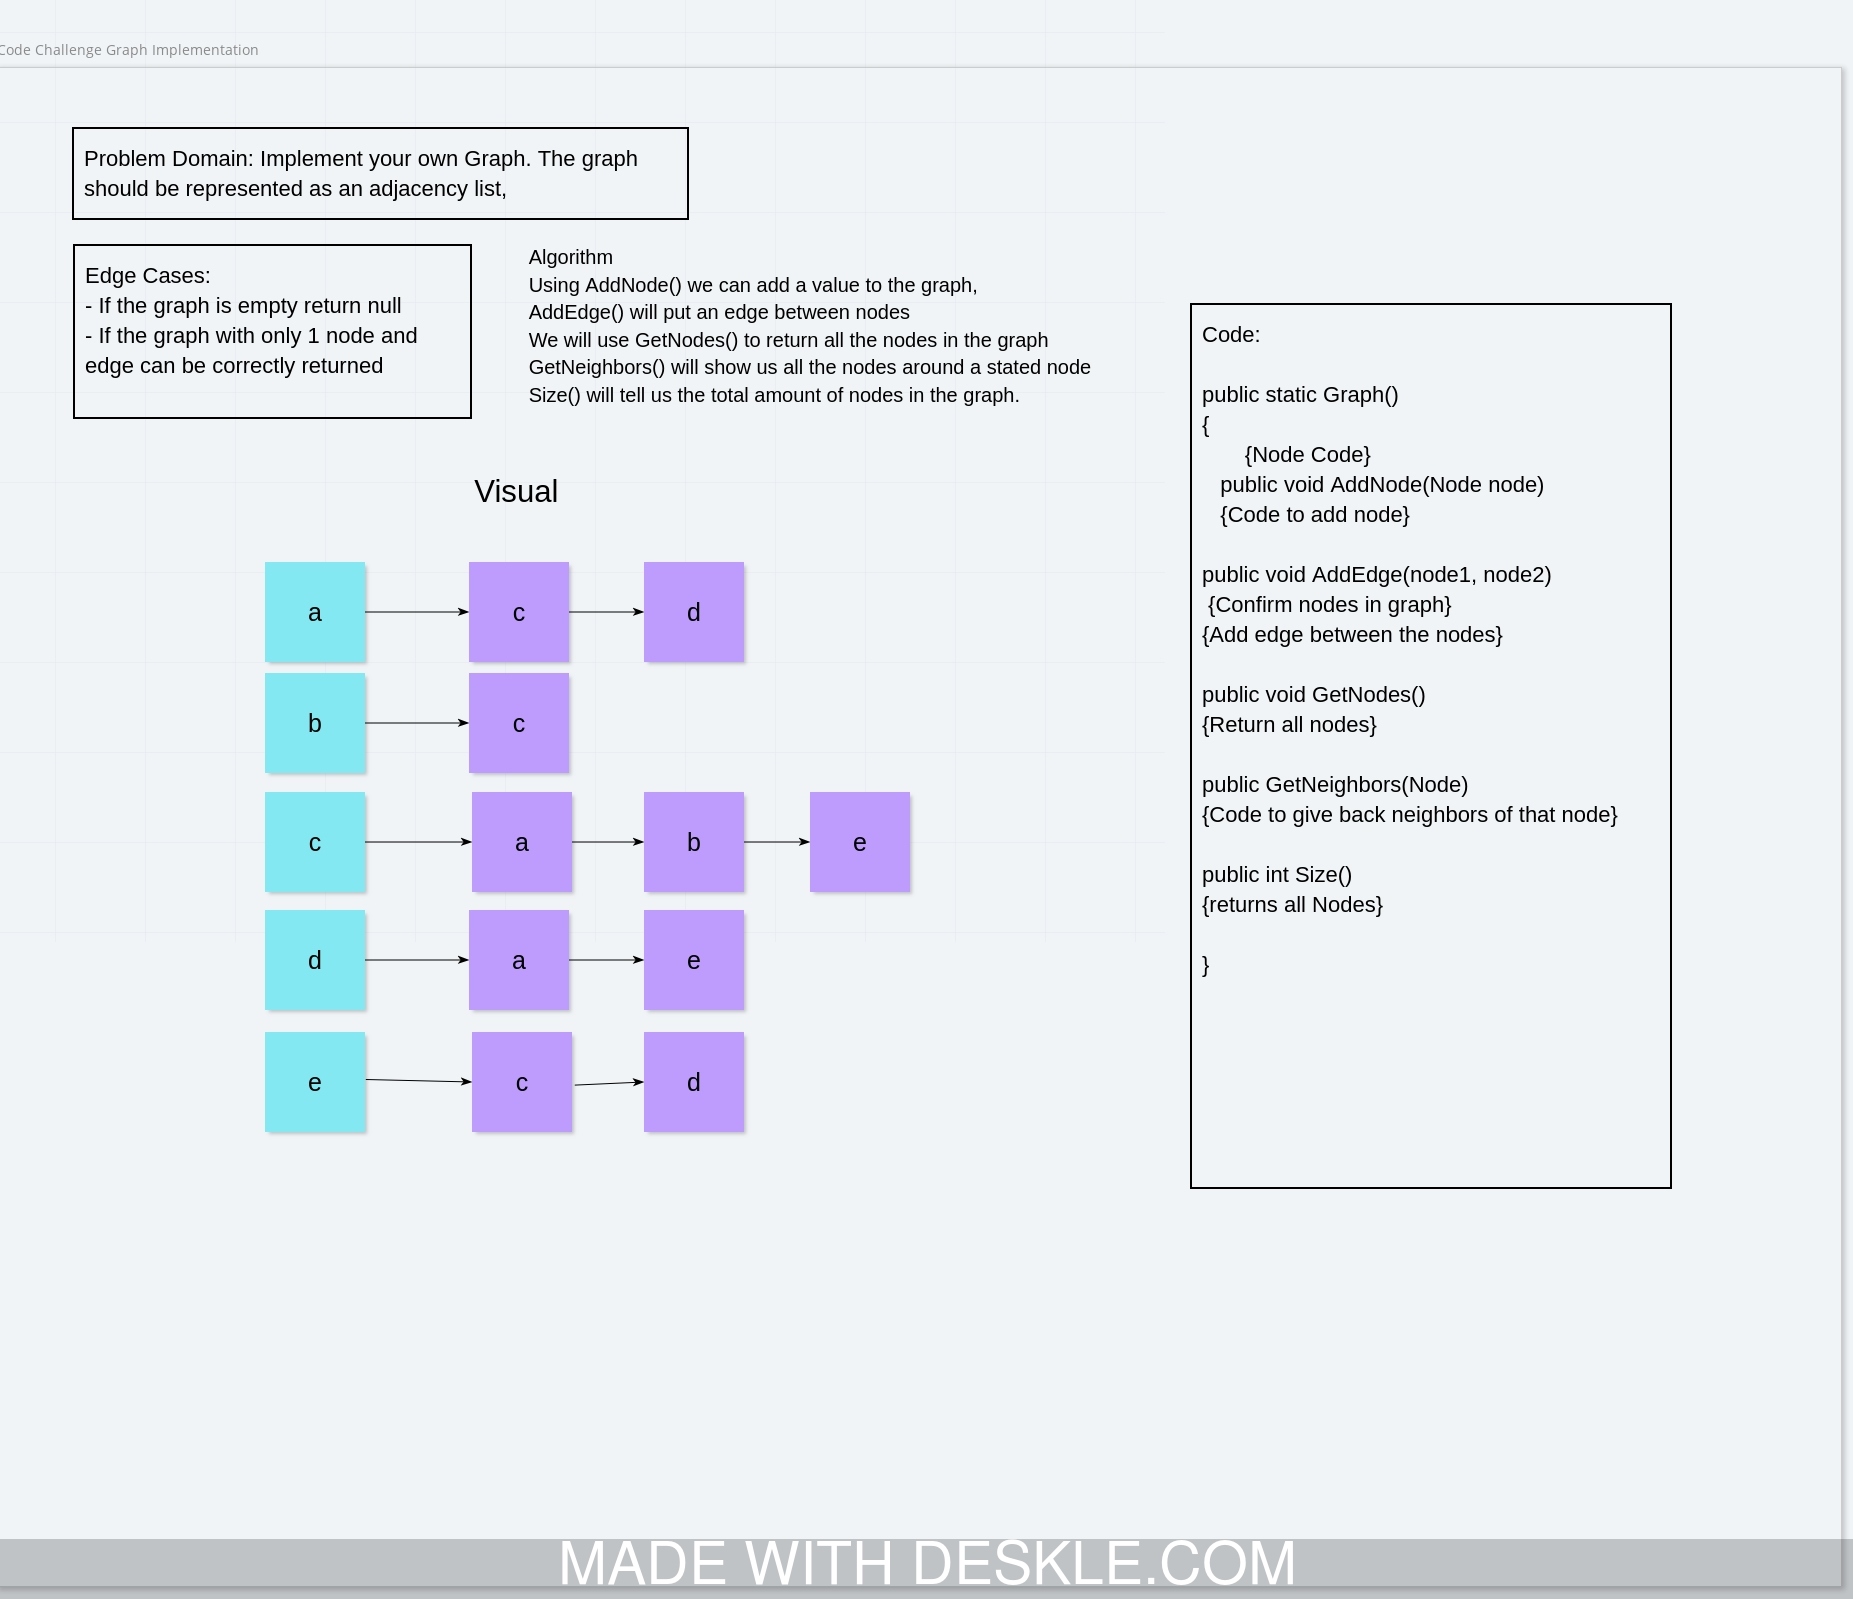 Code Challenge Graph Implementation
Problem Domain: Implement your own Graph. The graph
should be represented as an adjacency list,
Edge Cases:
- If the graph is empty return null
- If the graph with only 1 node and
edge can be correctly returned
Algorithm
Using AddNode() we can add a value to the graph,
AddEdge() will put an edge between nodes
We will use GetNodes() to return all the nodes in the graph
GetNeighbors() will show us all the nodes around a stated node
Size() will tell us the total amount of nodes in the graph.
Visual
a c d
b c
c a b e
d a e
e c d
Code:
public static Graph()
{
{Node Code}
public void AddNode(Node node)
{Code to add node}
public void AddEdge(node1, node2)
{Confirm nodes in graph}
{Add edge between the nodes}
public void GetNodes()
{Return all nodes}
public GetNeighbors(Node)
{Code to give back neighbors of that node}
public int Size()
{returns all Nodes}
}
MADE WITH DESKLE.COM